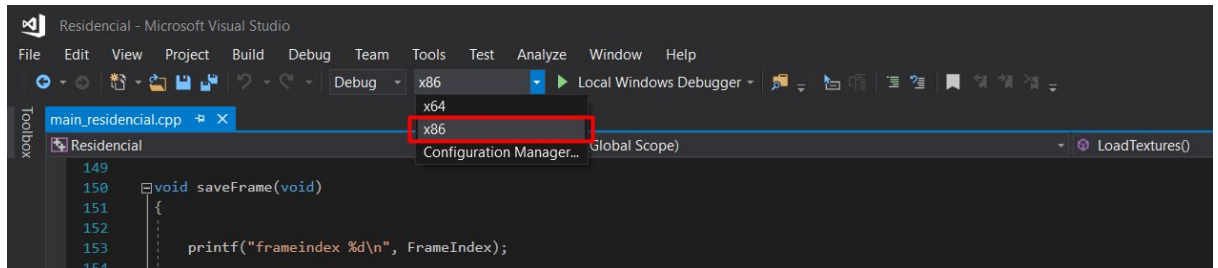 Residencial - Microsoft Visual Studio
File Edit View Project Build Debug Team Tools Test Analyze Window Help
Debug x86 Local Windows Debugger
x64
Toolbox
main_residencial.cpp
x86
Residencial Global Scope) LoadTextures()
Configuration Manager...
149
150 void saveFrame(void)
151 {
152
153 printf("frameindex %d\n", FrameIndex);
154